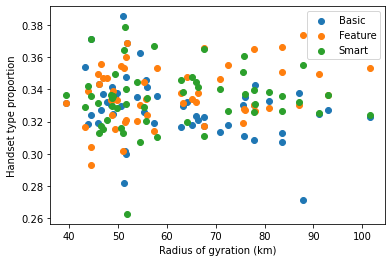 0.38
0.36
0.34
0.32
0.30
0.28
0.26
Handset type proportion
Basic
Feature
Smart
40
50
60
70
80
90
100
Radius of gyration (km)